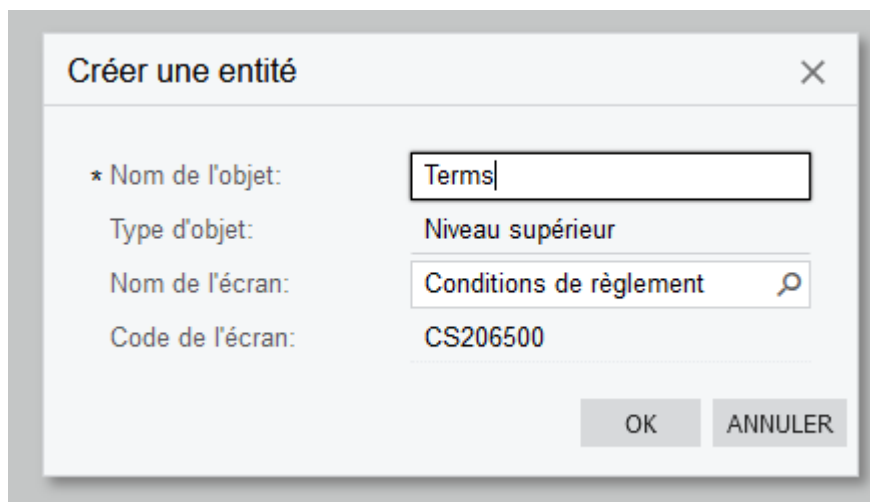 Créer une entité
* Nom de l'objet: Terms
Type d'objet: Niveau supérieur
Nom de l'écran: Conditions de règlement
Code de l'écran: CS206500
OK ANNULER